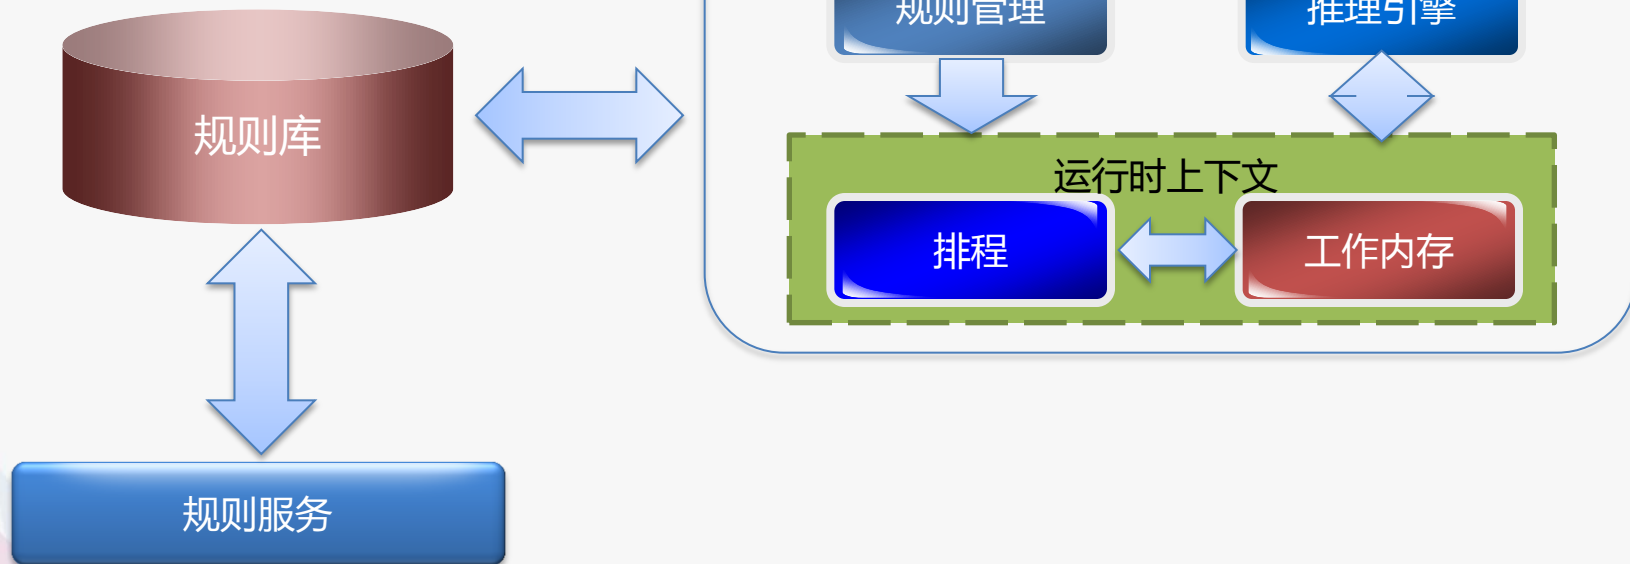 规则管理
推理引擎
规则库
运行时上下文
排程
工作内存
规则服务